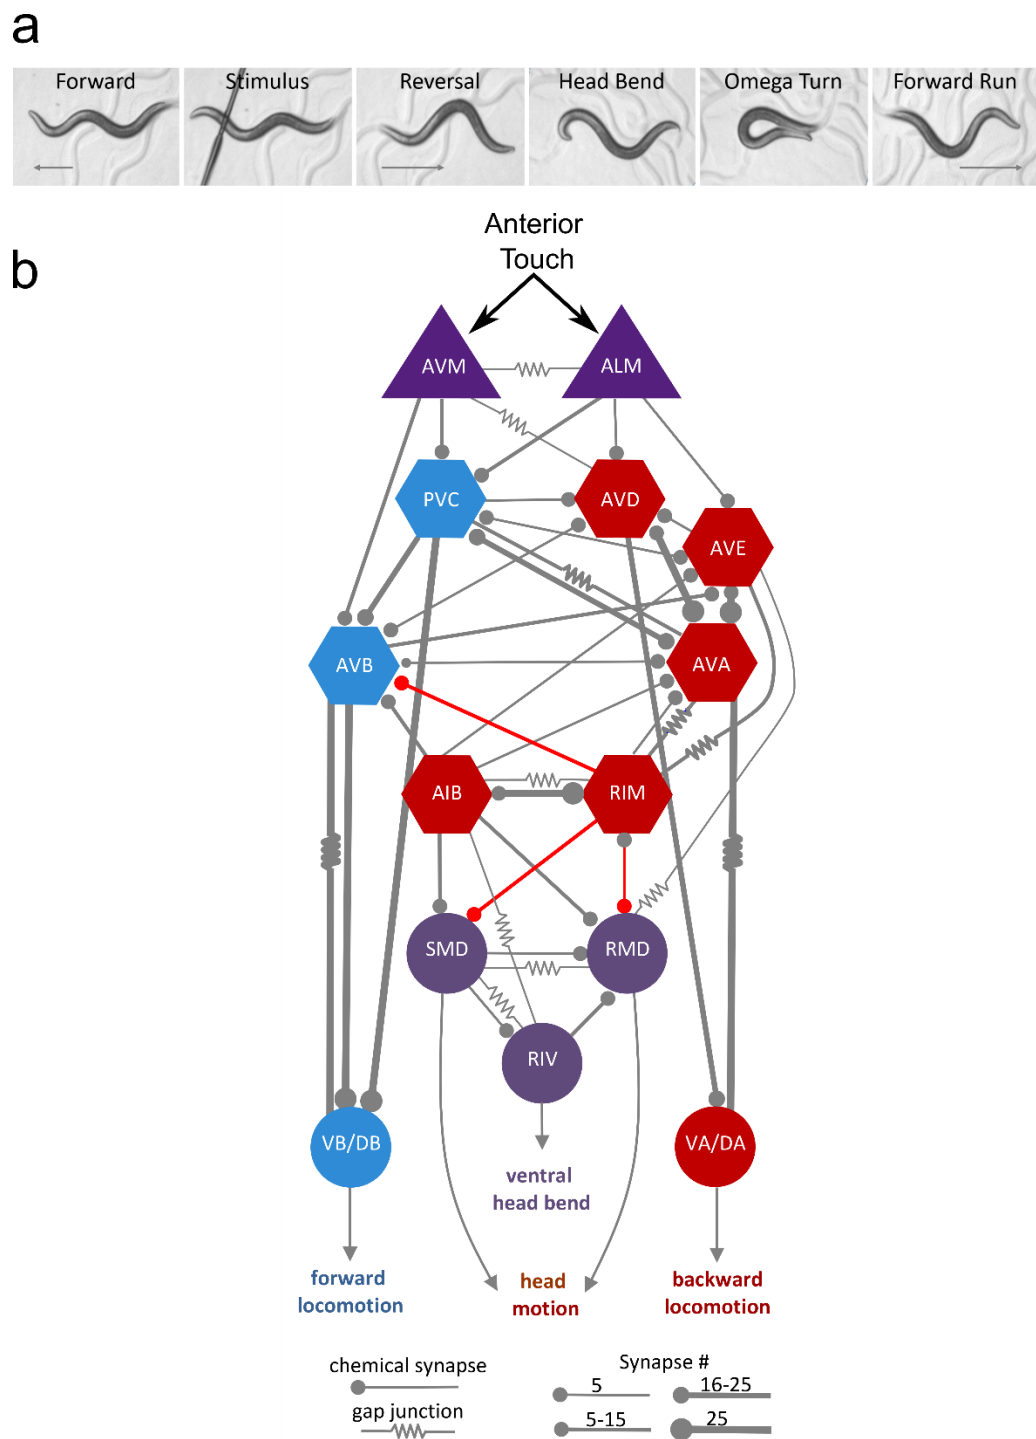 a
Forward
Stimulus
Reversal
Head Bend
Omega Turn
Forward Run
Anterior
Touch
b
AVM
ALM
PVC
AVD
AVE
AVB
AVA
AIB
RIM
SMD
RMD
RIV
VB/DB
VA/DA
ventral
head bend
forward
locomotion
head
motion
backward
locomotion
chemical synapse
gap junction
Synapse #
5
16-25
5-15
25